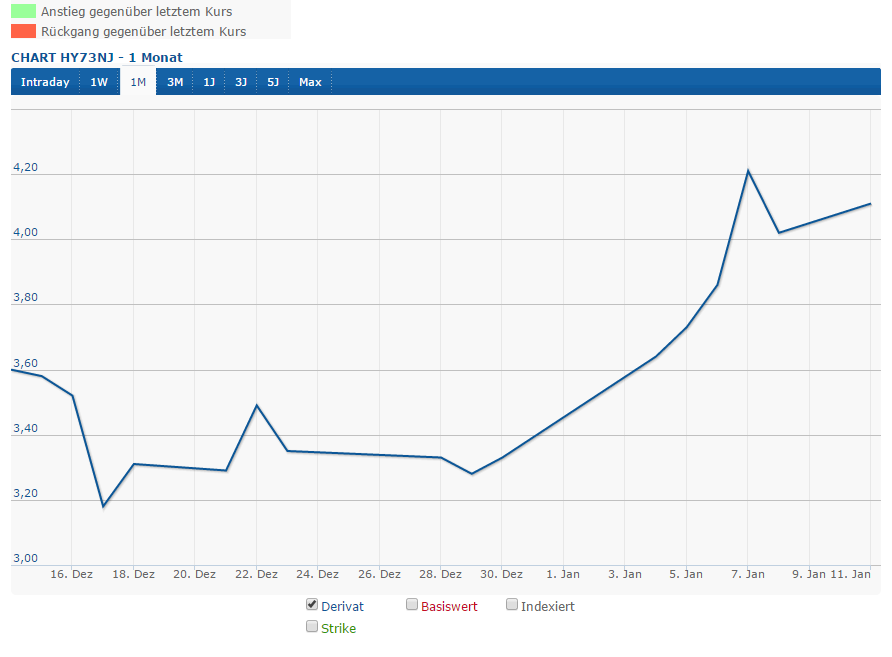 Anstieg gegenüber letztem Kurs
Rückgang gegenüber letztem Kurs
CHART HY73NJ - 1 Monat
Intraday 1W 1M 3M 1J 3J 5J Max
4,20
4,00
3,80
3,60
3,40
3,20
3,00
16. Dez 18. Dez 20. Dez 22. Dez 24. Dez 26. Dez 28. Dez 30. Dez 1. Jan 3. Jan 5. Jan 7. Jan 9. Jan 11. Jan
Derivat Basiswert Indexiert
Strike